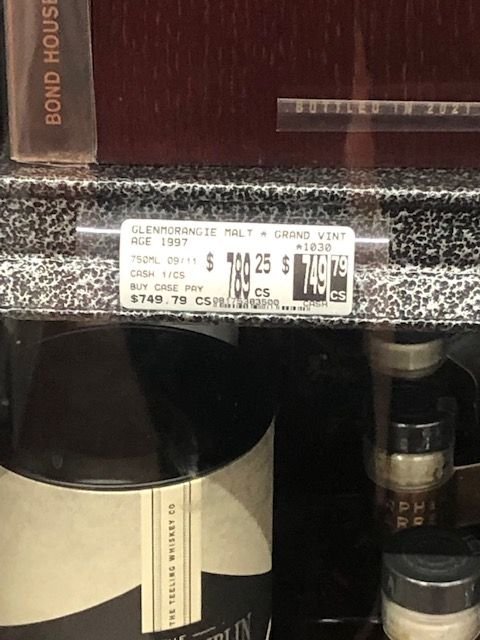 BOND HOUSE
BOTTLED IN 2021
GLENMORANGIE MALT * GRAND VINT
AGE 1997 *1030
750ML 09/11 $ 789 25 CS $ 749 79 CS
CASH 1/CS
BUY CASE PAY
$749.79 CS CASH
THE TEELING WHISKEY CO